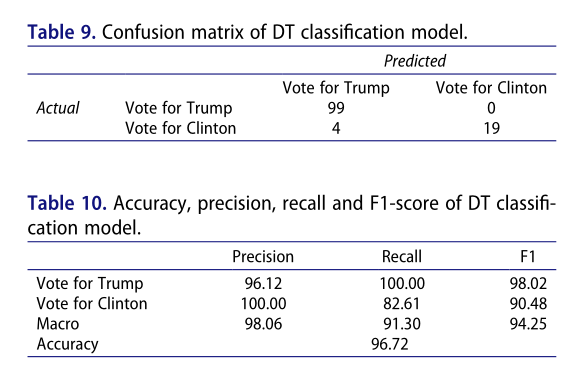 Table 9. Confusion matrix of DT classification model.
Predicted
Vote for Trump Vote for Clinton
Actual Vote for Trump 99 0
Vote for Clinton 4 19
Table 10. Accuracy, precision, recall and F1-score of DT classifi-
cation model.
Precision Recall F1
Vote for Trump 96.12 100.00 98.02
Vote for Clinton 100.00 82.61 90.48
Macro 98.06 91.30 94.25
Accuracy 96.72